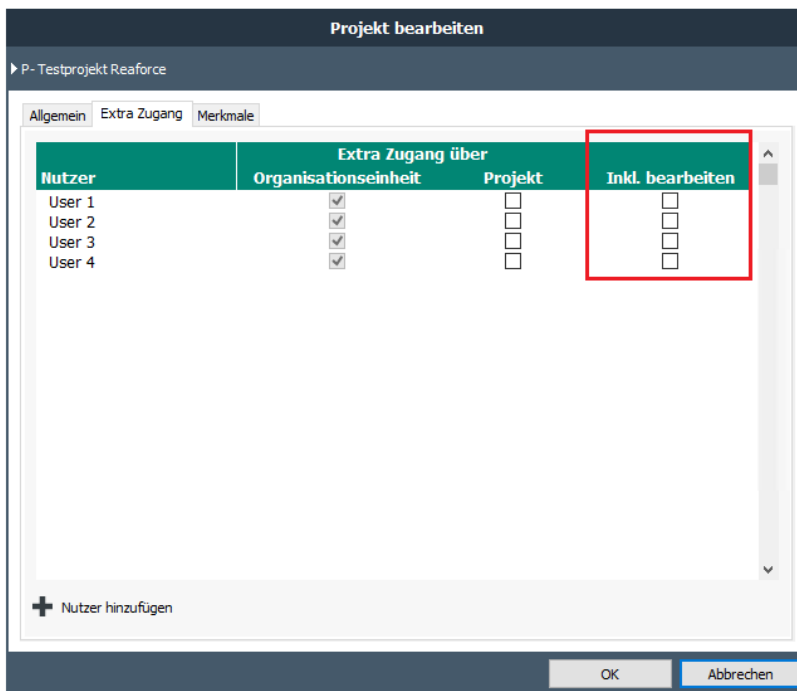 Projekt bearbeiten
P- Testprojekt Reaforce
Allgemein Extra Zugang Merkmale
Extra Zugang über
Nutzer Organisationseinheit Projekt Inkl. bearbeiten
User 1
User 2
User 3
User 4
Nutzer hinzufügen
OK Abbrechen